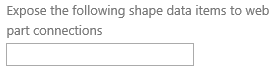 Expose the following shape data items to web
part connections